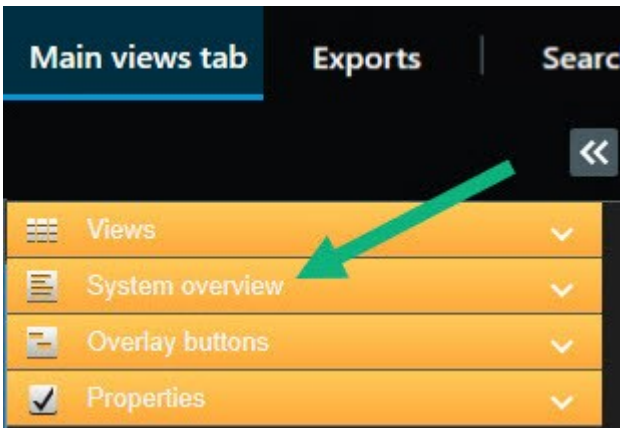 Main views tab Exports
Views
System overview
Overlay buttons
Properties